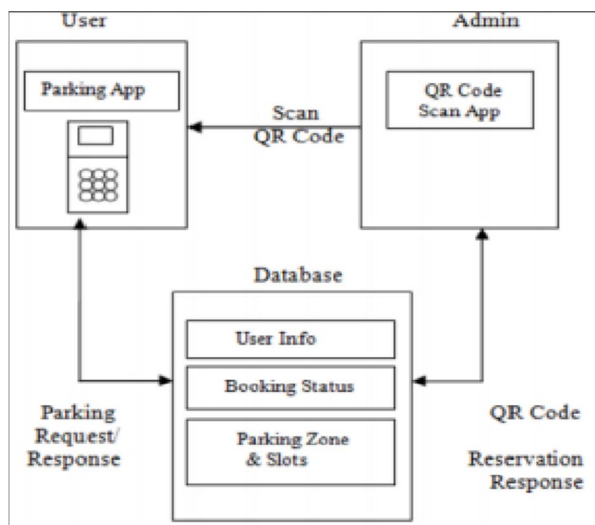 User
Admin
Parking App
QR Code
Scan App
Scan
QR Code
Database
User Info
Booking Status
Parking Zone
& Slots
Parking
Request/
Response
QR Code
Reservation
Response